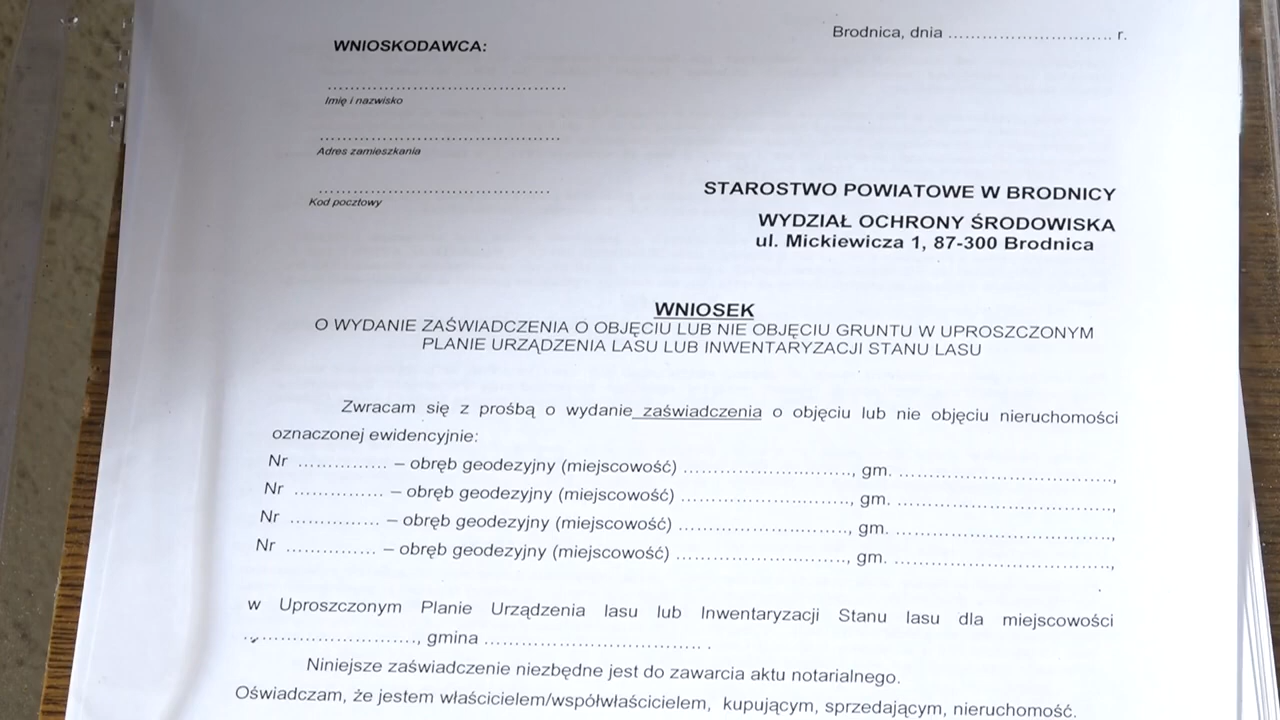 Brodnica, dnia ................................ r.
WNIOSKODAWCA:
..............................................
Imię i nazwisko
..............................................
Adres zamieszkania
.............................................
Kod pocztowy
STAROSTWO POWIATOWE W BRODNICY
WYDZIAŁ OCHRONY ŚRODOWISKA
ul. Mickiewicza 1, 87-300 Brodnica
WNIOSEK
O WYDANIE ZAŚWIADCZENIA O OBJĘCIU LUB NIE OBJĘCIU GRUNTU W UPROSZCZONYM
PLANIE URZĄDZENIA LASU LUB INWENTARYZACJI STANU LASU
Zwracam się z prośbą o wydanie zaświadczenia o objęciu lub nie objęciu nieruchomości
oznaczonej ewidencyjnie:
Nr ................ – obręb geodezyjny (miejscowość) ................................, gm. ........................................,
Nr ................ – obręb geodezyjny (miejscowość) ................................, gm. ........................................,
Nr ................ – obręb geodezyjny (miejscowość) ................................, gm. ........................................,
Nr ................ – obręb geodezyjny (miejscowość) ................................, gm. ........................................,
w Uproszczonym Planie Urządzenia lasu lub Inwentaryzacji Stanu lasu dla miejscowości
................................, gmina ........................................ .
Niniejsze zaświadczenie niezbędne jest do zawarcia aktu notarialnego.
Oświadczam, że jestem właścicielem/współwłaścicielem, kupującym, sprzedającym, nieruchomość.